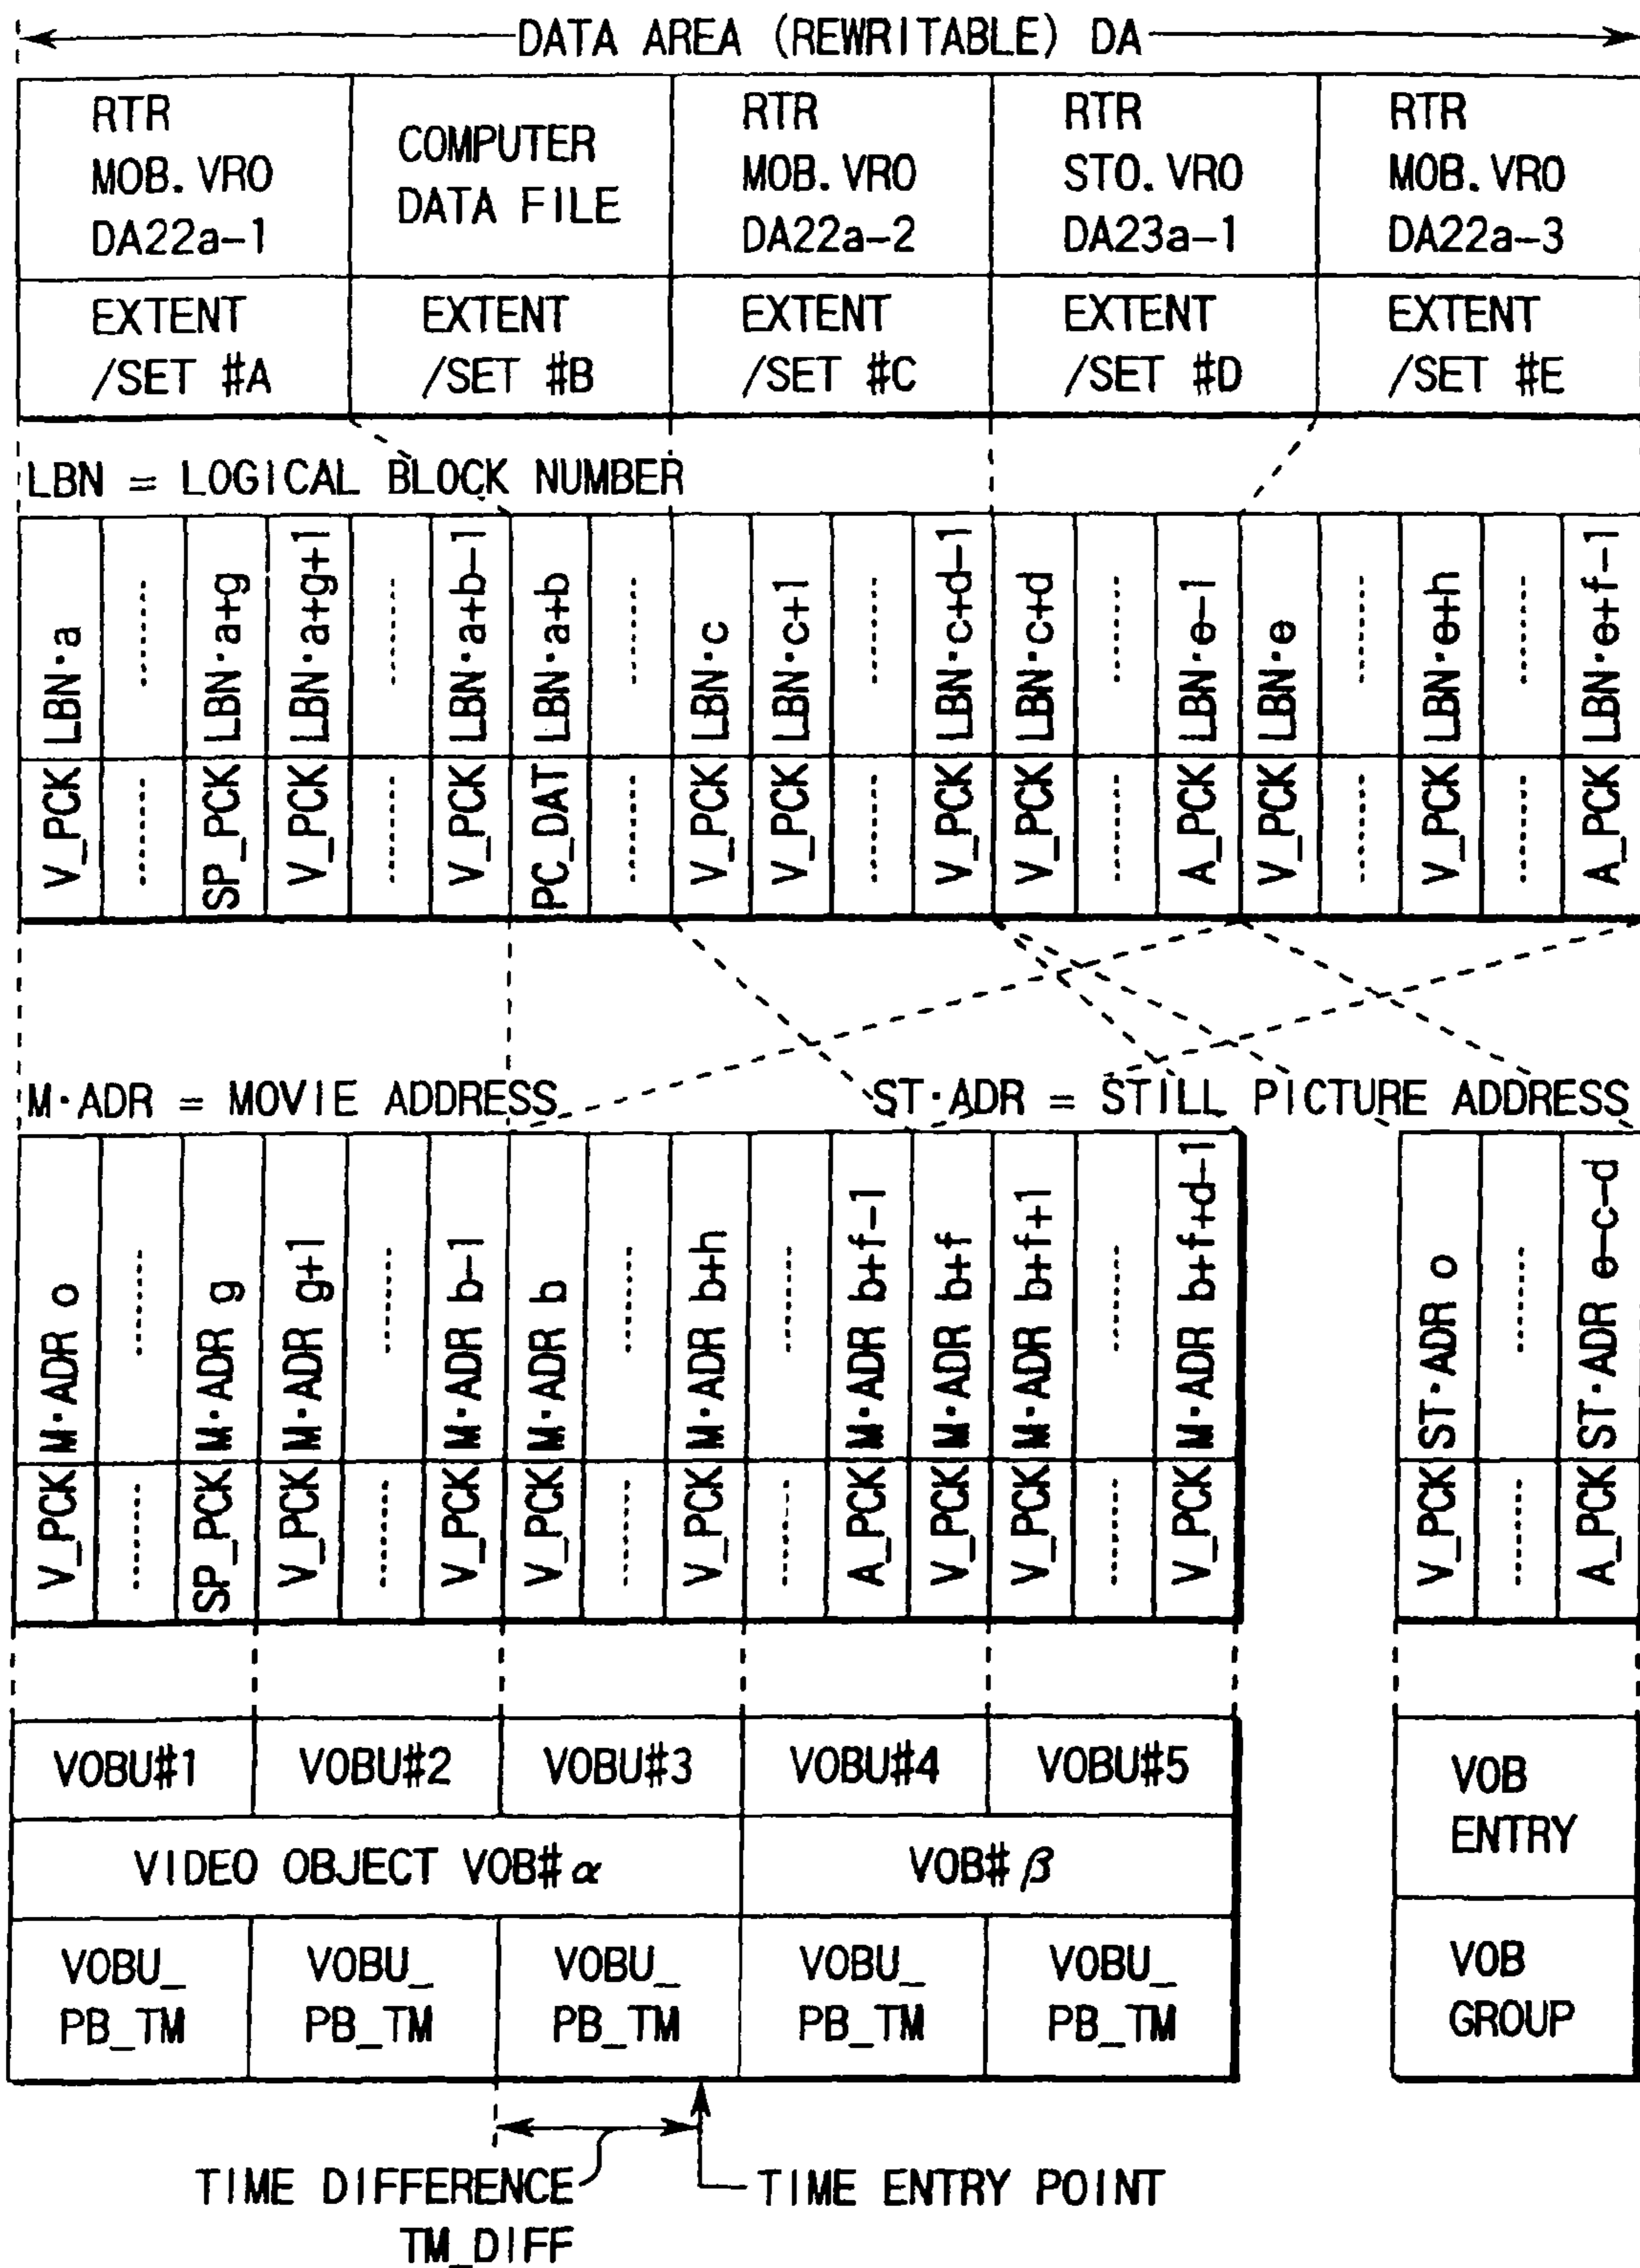 DATA AREA (REWRITABLE) DA
RTR
MOB. VRO
DA22a-1
COMPUTER
DATA FILE
RTR
MOB. VRO
DA22a-2
RTR
STO. VRO
DA23a-1
RTR
MOB. VRO
DA22a-3
EXTENT
/SET #A
EXTENT
/SET #B
EXTENT
/SET #C
EXTENT
/SET #D
EXTENT
/SET #E
LBN = LOGICAL BLOCK NUMBER
V_PCK LBN·a
SP_PCK LBN·a+g
V_PCK LBN·a+g+1
V_PCK LBN·a+b-1
PC_DAT LBN·a+b
V_PCK LBN·c
V_PCK LBN·c+1
V_PCK LBN·c+d-1
V_PCK LBN·c+d
A_PCK LBN·e-1
V_PCK LBN·e
V_PCK LBN·e+h
A_PCK LBN·e+f-1
M·ADR = MOVIE ADDRESS
ST·ADR = STILL PICTURE ADDRESS
V_PCK M·ADR o
SP_PCK M·ADR g
V_PCK M·ADR g+1
V_PCK M·ADR b-1
V_PCK M·ADR b
V_PCK M·ADR b+h
A_PCK M·ADR b+f-1
V_PCK M·ADR b+f
V_PCK M·ADR b+f+1
V_PCK M·ADR b+f+d-1
V_PCK ST·ADR o
A_PCK ST·ADR e-c-d
VOBU#1
VOBU#2
VOBU#3
VOBU#4
VOBU#5
VIDEO OBJECT VOB#α
VOB#β
VOBU_
PB_TM
VOBU_
PB_TM
VOBU_
PB_TM
VOBU_
PB_TM
VOBU_
PB_TM
VOB
ENTRY
VOB
GROUP
TIME DIFFERENCE
TM_DIFF
TIME ENTRY POINT